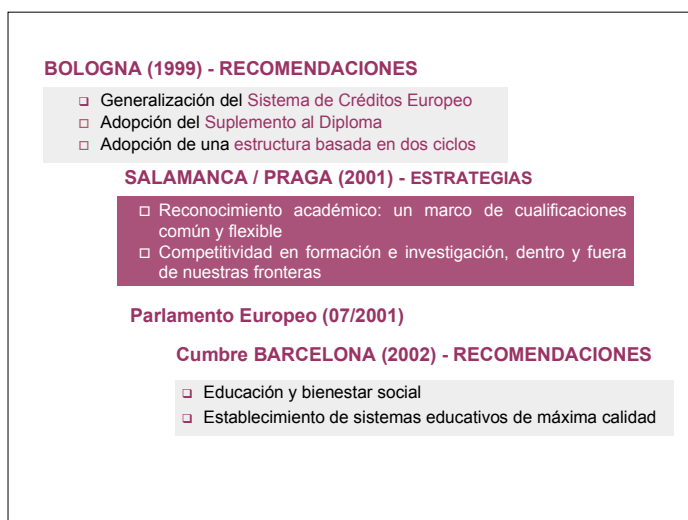 BOLOGNA (1999) - RECOMENDACIONES
❑ Generalización del Sistema de Créditos Europeo
❑ Adopción del Suplemento al Diploma
❑ Adopción de una estructura basada en dos ciclos
SALAMANCA / PRAGA (2001) - ESTRATEGIAS
❑ Reconocimiento académico: un marco de cualificaciones
común y flexible
❑ Competitividad en formación e investigación, dentro y fuera
de nuestras fronteras
Parlamento Europeo (07/2001)
Cumbre BARCELONA (2002) - RECOMENDACIONES
❑ Educación y bienestar social
❑ Establecimiento de sistemas educativos de máxima calidad